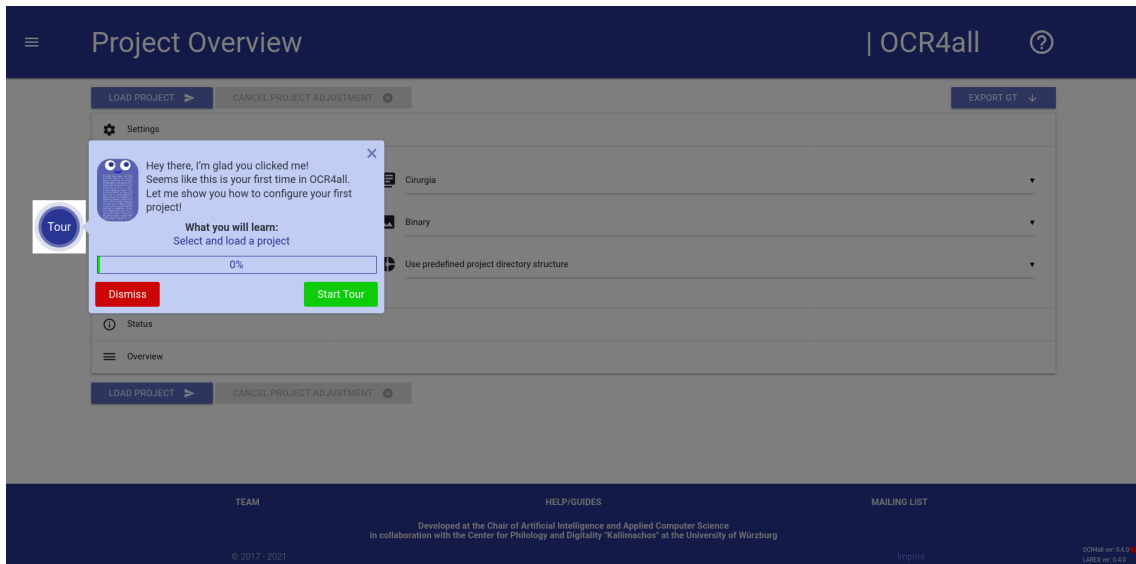 Project Overview
| OCR4all
LOAD PROJECT
CANCEL PROJECT ADJUSTMENT
EXPORT GT
Settings
Hey there, I'm glad you clicked me!
Seems like this is your first time in OCR4all.
Let me show you how to configure your first
project!
What you will learn:
Select and load a project
0%
Dismiss
Start Tour
Tour
Cirurgia
Binary
Use predefined project directory structure
Status
Overview
LOAD PROJECT
CANCEL PROJECT ADJUSTMENT
TEAM
HELP/GUIDES
MAILING LIST
Developed at the Chair of Artificial Intelligence and Applied Computer Science
in collaboration with the Center for Philology and Digitality "Kallimachos" at the University of Würzburg
© 2017 - 2021
Imprint
OCR4all ver: 0.6.0
LAREX ver: 0.4.0